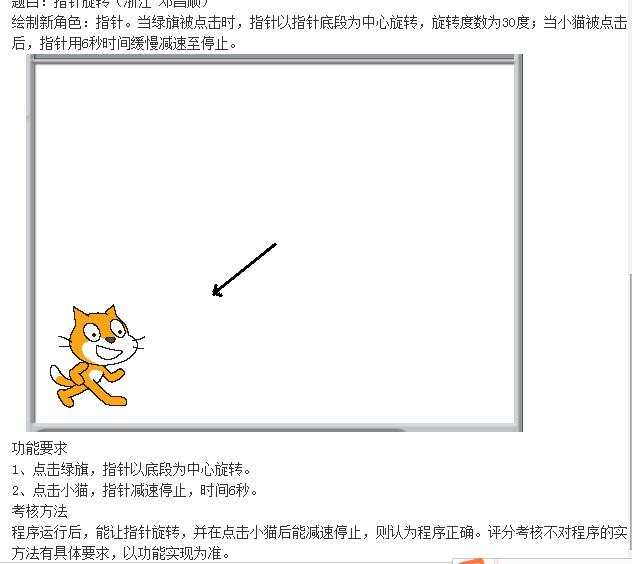 题目：指针旋转（浙江 邓昌顺）
绘制新角色：指针。当绿旗被点击时，指针以指针底段为中心旋转，旋转度数为30度；当小猫被点击
后，指针用6秒时间缓慢减速至停止。
功能要求
1、点击绿旗，指针以底段为中心旋转。
2、点击小猫，指针减速停止，时间6秒。
考核方法
程序运行后，能让指针旋转，并在点击小猫后能减速停止，则认为程序正确。评分考核不对程序的实
方法有具体要求，以功能实现为准。